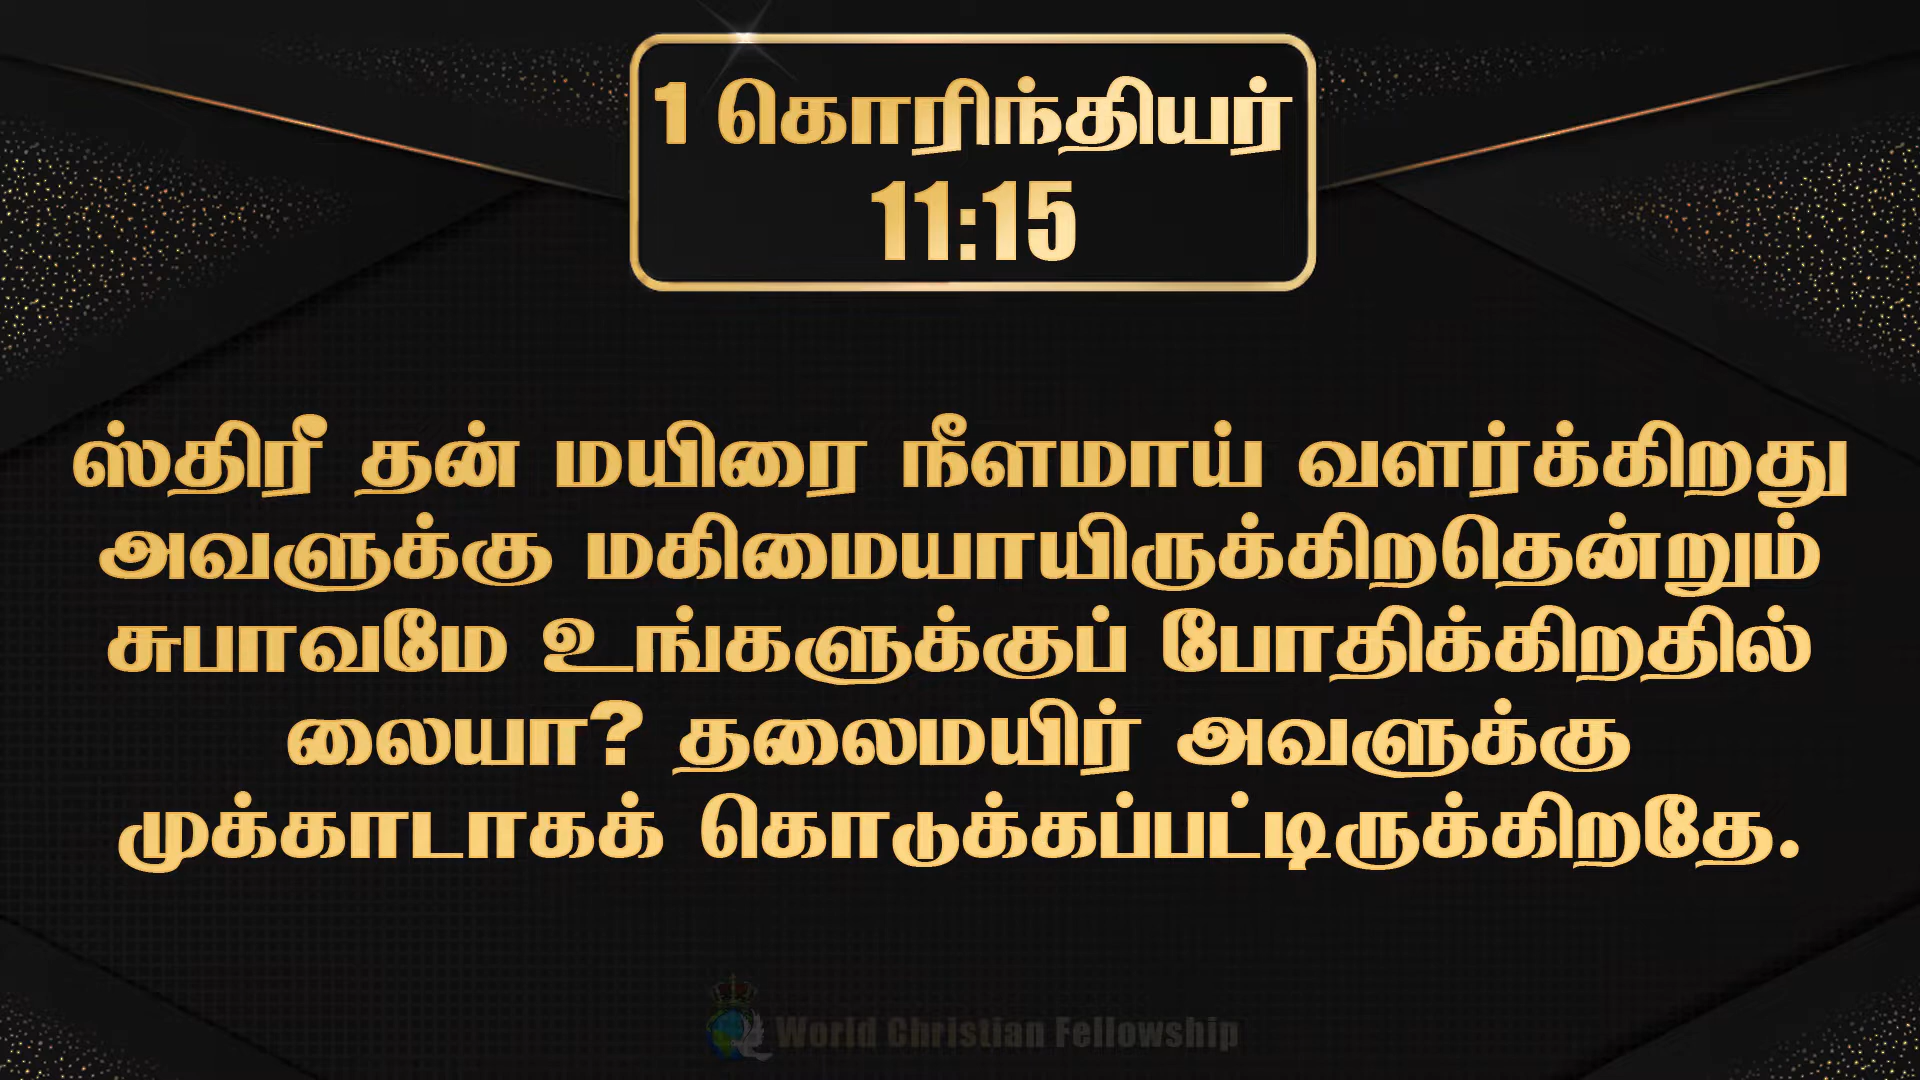 1 கொரிந்தியர்
11:15
ஸ்திரீ தன் மயிரை நீளமாய் வளர்க்கிறது
அவளுக்கு மகிமையாயிருக்கிறதென்றும்
சுபாவமே உங்களுக்குப் போதிக்கிறதில்
லையா? தலைமயிர் அவளுக்கு
முக்காடாகக் கொடுக்கப்பட்டிருக்கிறதே.
World Christian Fellowship